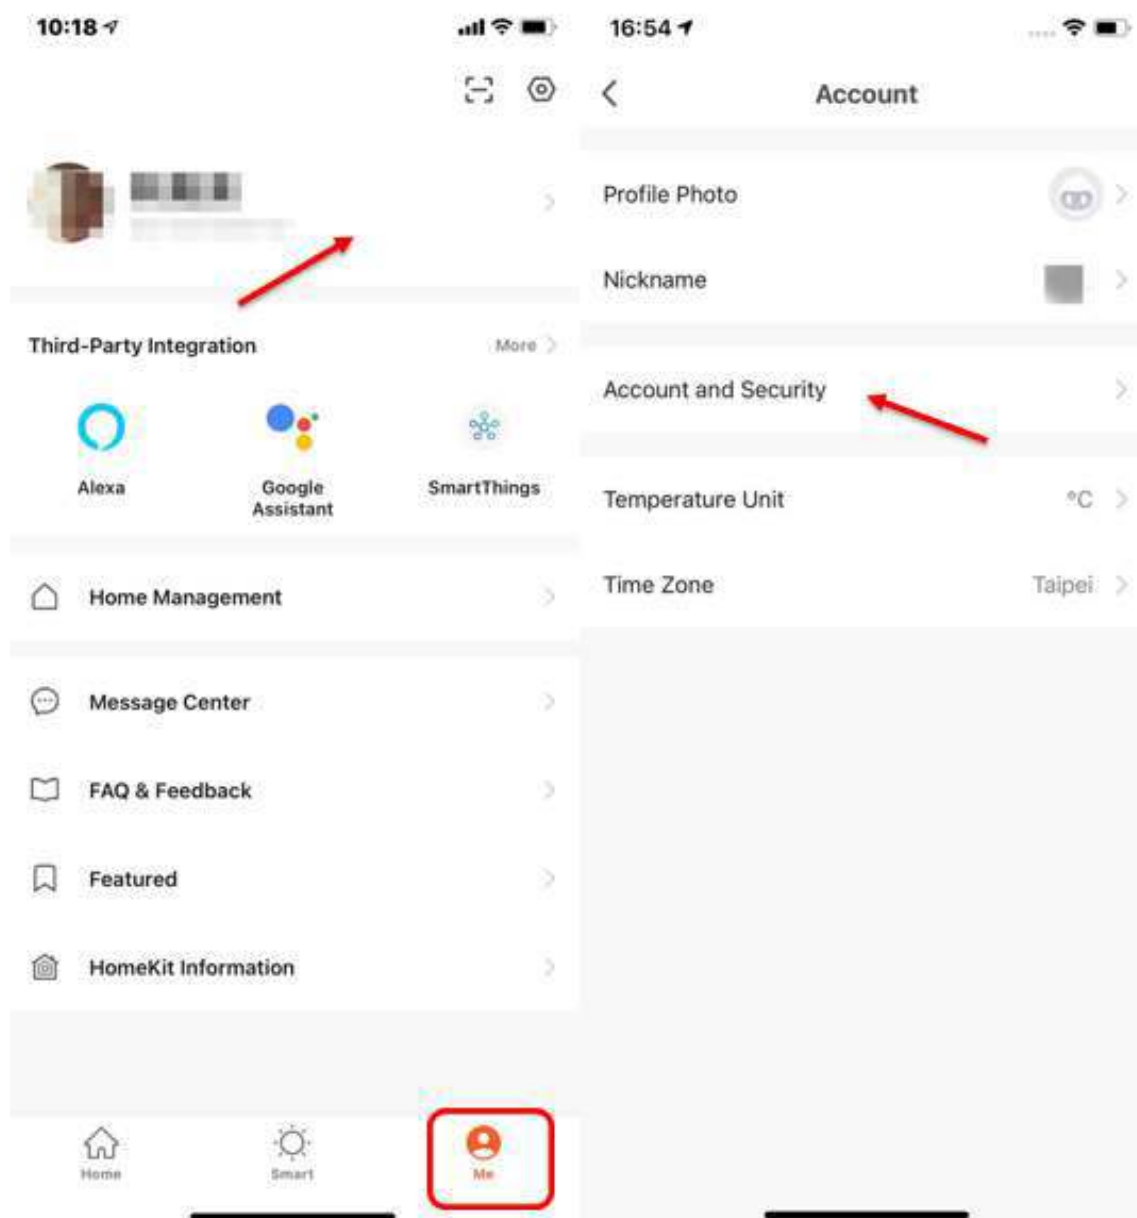 10:18
Third-Party Integration
More
Alexa
Google
Assistant
SmartThings
Home Management
Message Center
FAQ & Feedback
Featured
HomeKit Information
Home
Smart
Me
16:54
Account
Profile Photo
Nickname
Account and Security
Temperature Unit °C
Time Zone Taipei